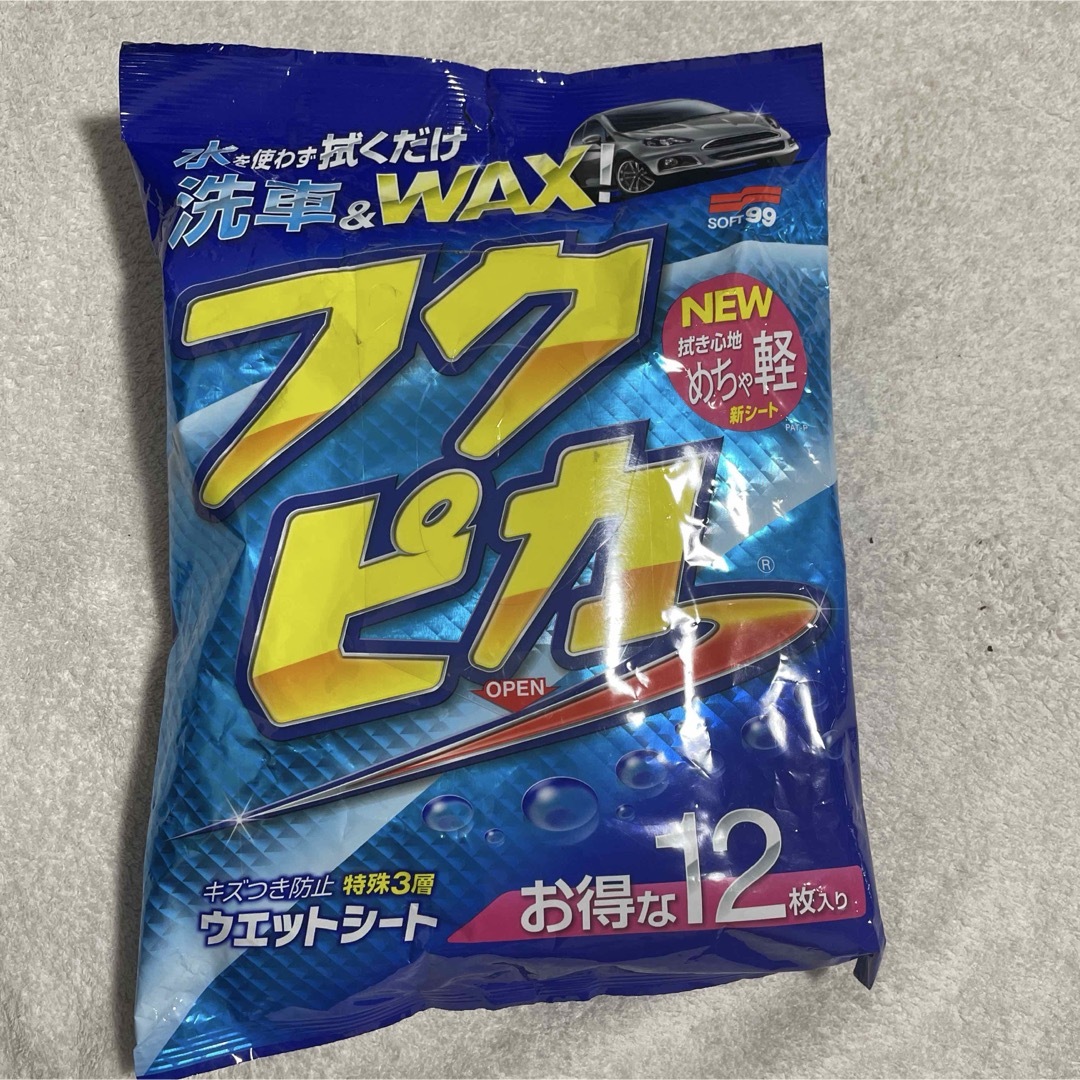 水を使わず拭くだけ
洗車&WAX!
SOFT99
フク
ピカ
®
NEW
拭き心地
めちゃ軽
新シート
PAT-P
OPEN
キズつき防止 特殊3層
ウエットシート
お得な12枚入り